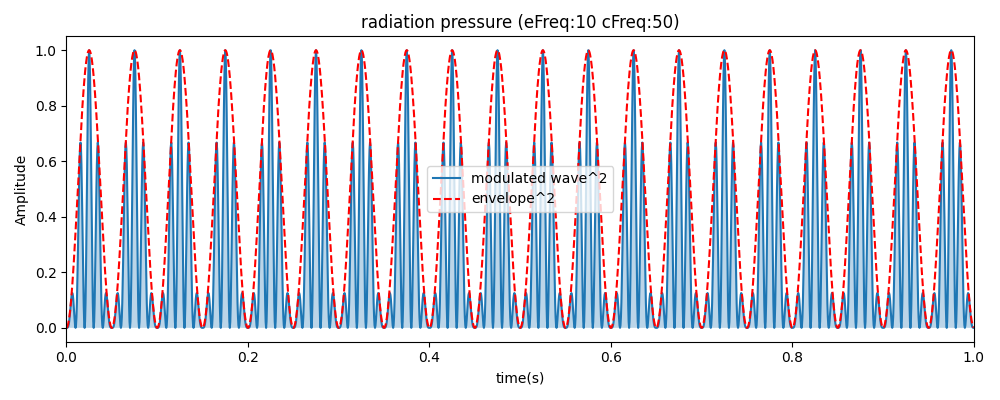 radiation pressure (eFreq:10 cFreq:50)
1.0
0.8
0.6
0.4
0.2
0.0
Amplitude
modulated wave^2
envelope^2
0.0 0.2 0.4 0.6 0.8 1.0
time(s)